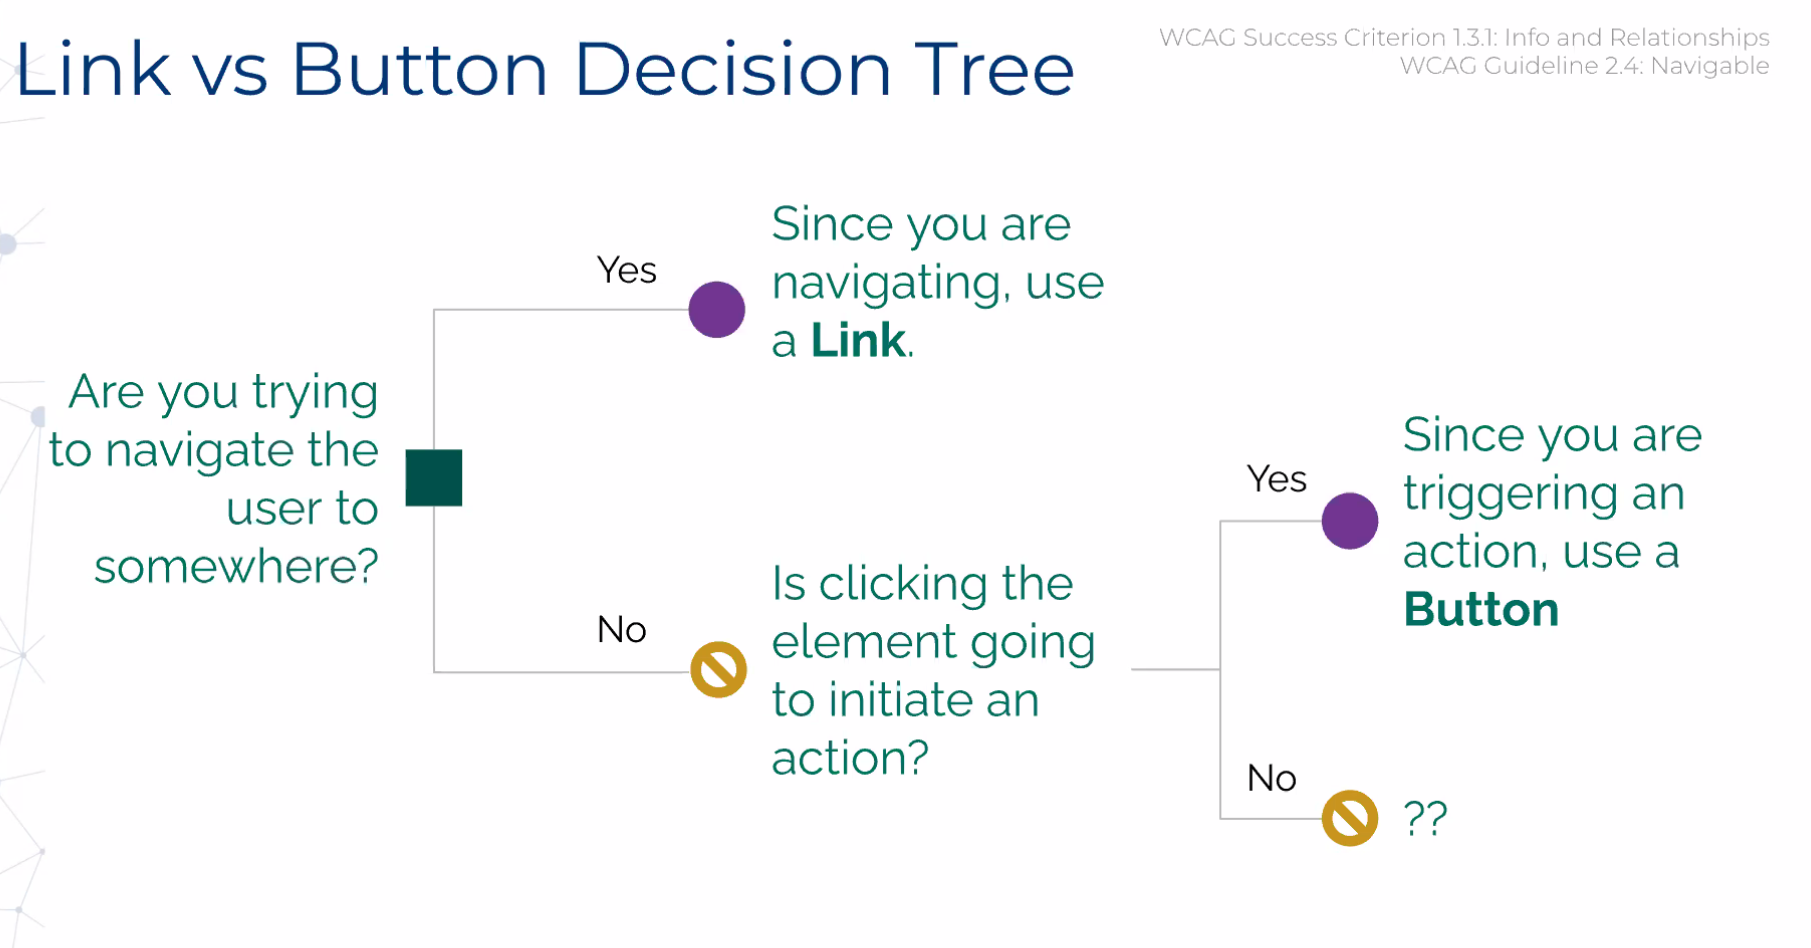 Link vs Button Decision Tree
WCAG Success Criterion 1.3.1: Info and Relationships
WCAG Guideline 2.4: Navigable
Are you trying
to navigate the
user to
somewhere?
Yes
Since you are
navigating, use
a Link.
No
Is clicking the
element going
to initiate an
action?
Yes
Since you are
triggering an
action, use a
Button
No
??